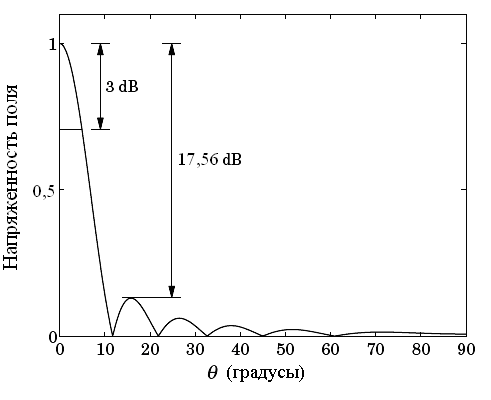 Напряженность поля
1
0,5
0
3 dB
17,56 dB
0 10 20 30 40 50 60 70 80 90
θ (градусы)